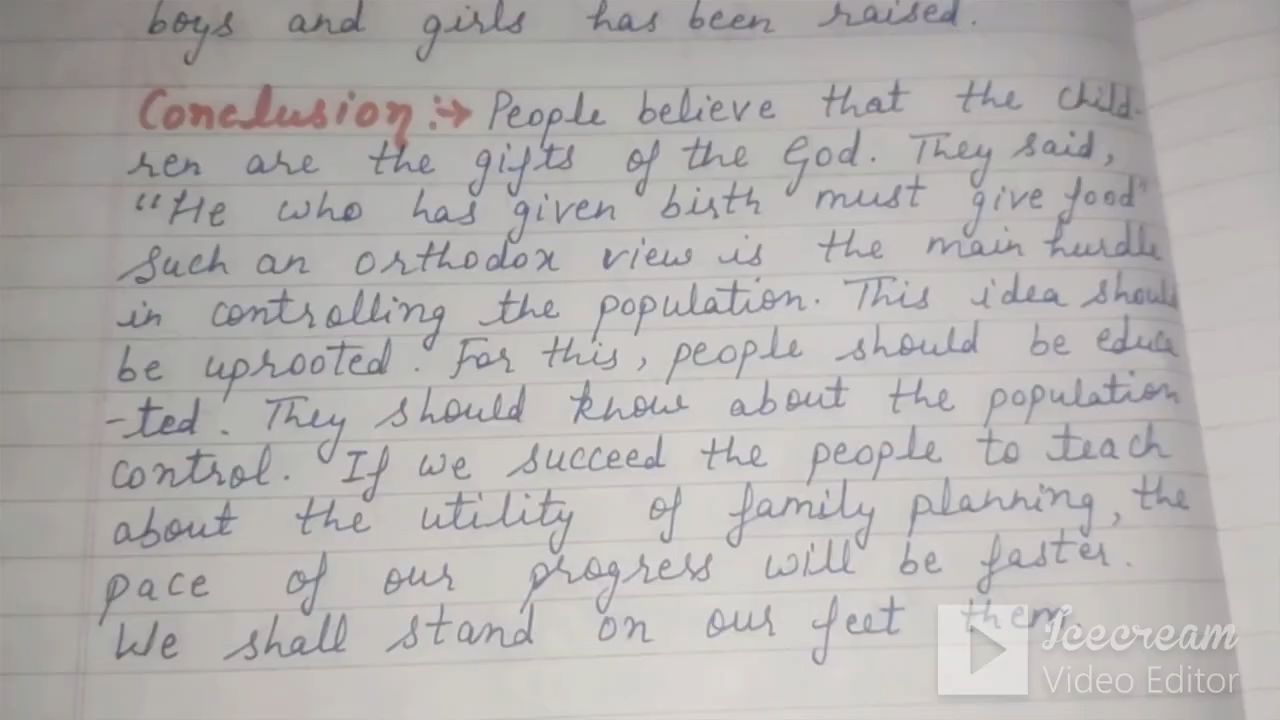 boys and girls has been raised.
Conclusion :→ People believe that the child-
ren are the gifts of the God. They said,
"He who has given birth must give food"
Such an orthodox view is the main hurdle
in controlling the population. This idea should
be uprooted. For this, people should be educa
-ted. They should know about the population
control. If we succeed the people to teach
about the utility of family planning, the
pace of our progress will be faster.
We shall stand on our feet them.
Icecream
Video Editor